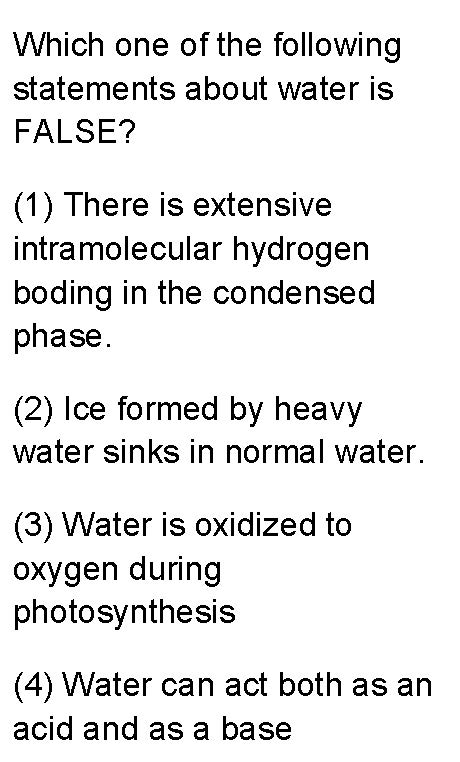 Which one of the following
statements about water is
FALSE?
(1) There is extensive
intramolecular hydrogen
boding in the condensed
phase.
(2) Ice formed by heavy
water sinks in normal water.
(3) Water is oxidized to
oxygen during
photosynthesis
(4) Water can act both as an
acid and as a base